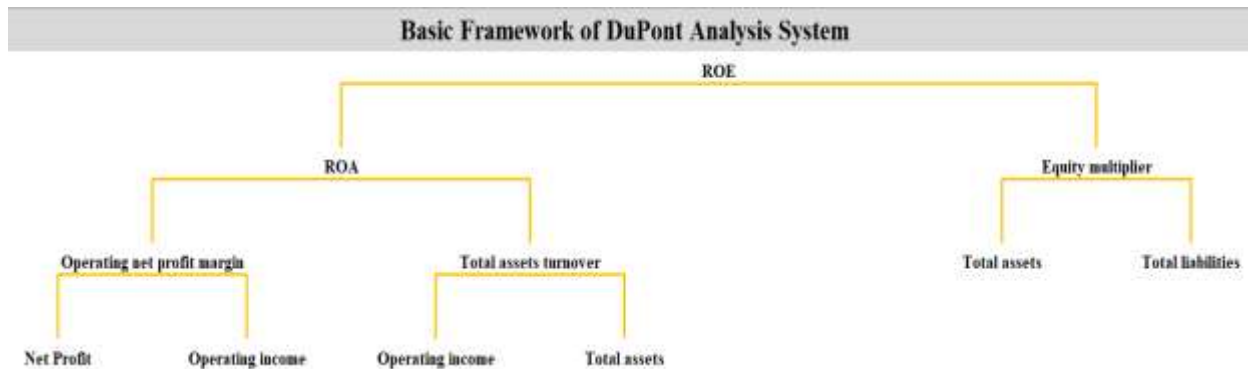 Basic Framework of DuPont Analysis System
ROE
ROA
Equity multiplier
Operating net profit margin
Total assets turnover
Total assets
Total liabilities
Net Profit
Operating income
Operating income
Total assets